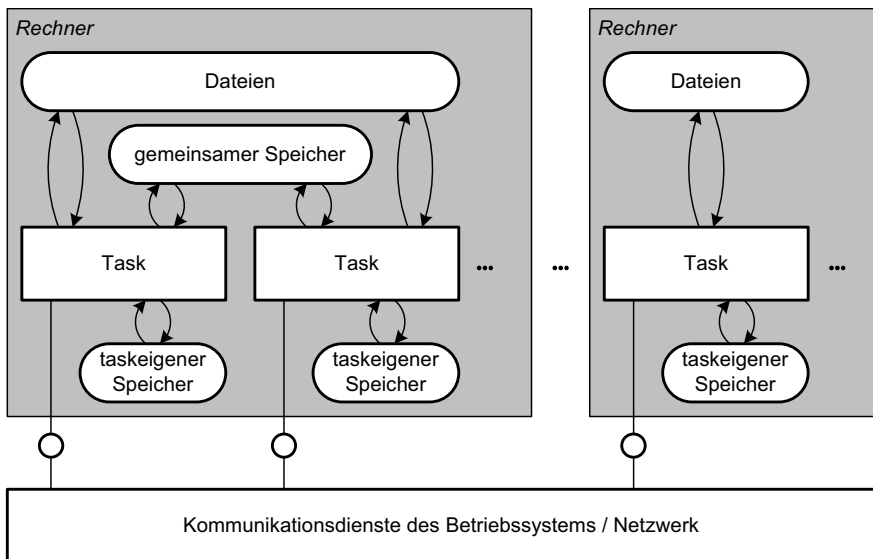 Rechner
Dateien
gemeinsamer Speicher
Task
Task
...
taskeigener
Speicher
taskeigener
Speicher
...
Rechner
Dateien
Task
...
taskeigener
Speicher
Kommunikationsdienste des Betriebssystems / Netzwerk